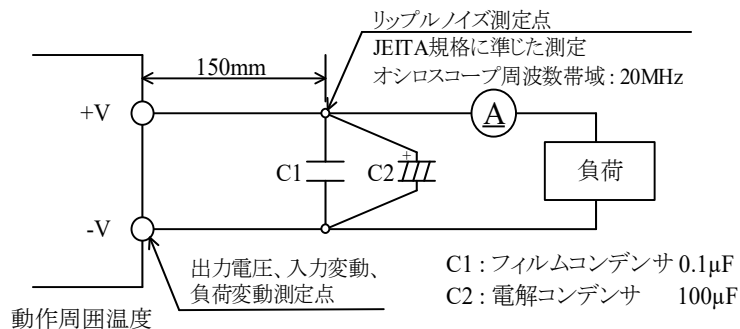 リップルノイズ測定点
JEITA規格に準じた測定
オシロスコープ周波数帯域：20MHz
150mm
+V
A
C1
+
C2
負荷
-V
出力電圧、入力変動、
負荷変動測定点
C1：フィルムコンデンサ 0.1μF
C2：電解コンデンサ 100μF
動作周囲温度